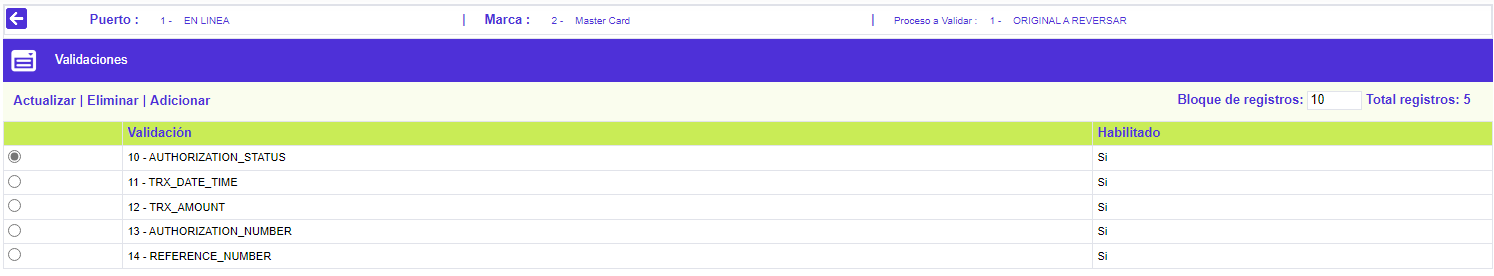 Puerto : 1 - EN LINEA | Marca : 2 - Master Card | Proceso a Validar : 1 - ORIGINAL A REVERSAR
Validaciones
Actualizar | Eliminar | Adicionar Bloque de registros: 10 Total registros: 5
Validación Habilitado
10 - AUTHORIZATION_STATUS Si
11 - TRX_DATE_TIME Si
12 - TRX_AMOUNT Si
13 - AUTHORIZATION_NUMBER Si
14 - REFERENCE_NUMBER Si